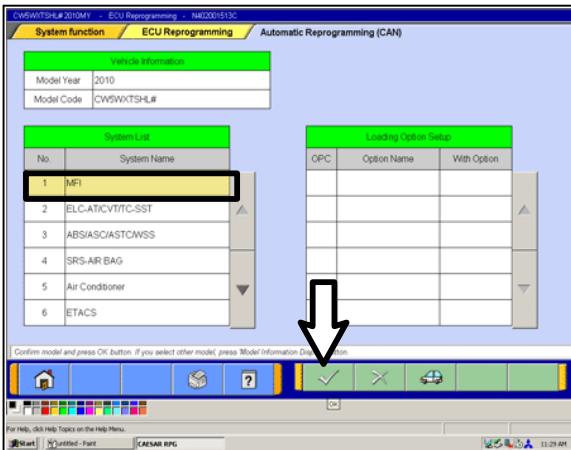 CW5WXTSHL# 2010MY - ECU Reprogramming - N402001513C
System function ECU Reprogramming Automatic Reprogramming (CAN)
Vehicle Information
Model Year 2010
Model Code CW5WXTSHL#
System List
No. System Name
1 MFI
2 ELC-AT/CVT/TC-SST
3 ABS/ASC/ASTC/WSS
4 SRS-AIR BAG
5 Air Conditioner
6 ETACS
Loading Option Setup
OPC Option Name With Option
Confirm model and press OK button. If you select other model, press 'Model Information Dis button.
?
OK
For Help, click Help Topics on the Help Menu.
Start untitled - Paint CAESAR RPG 11:29 AM